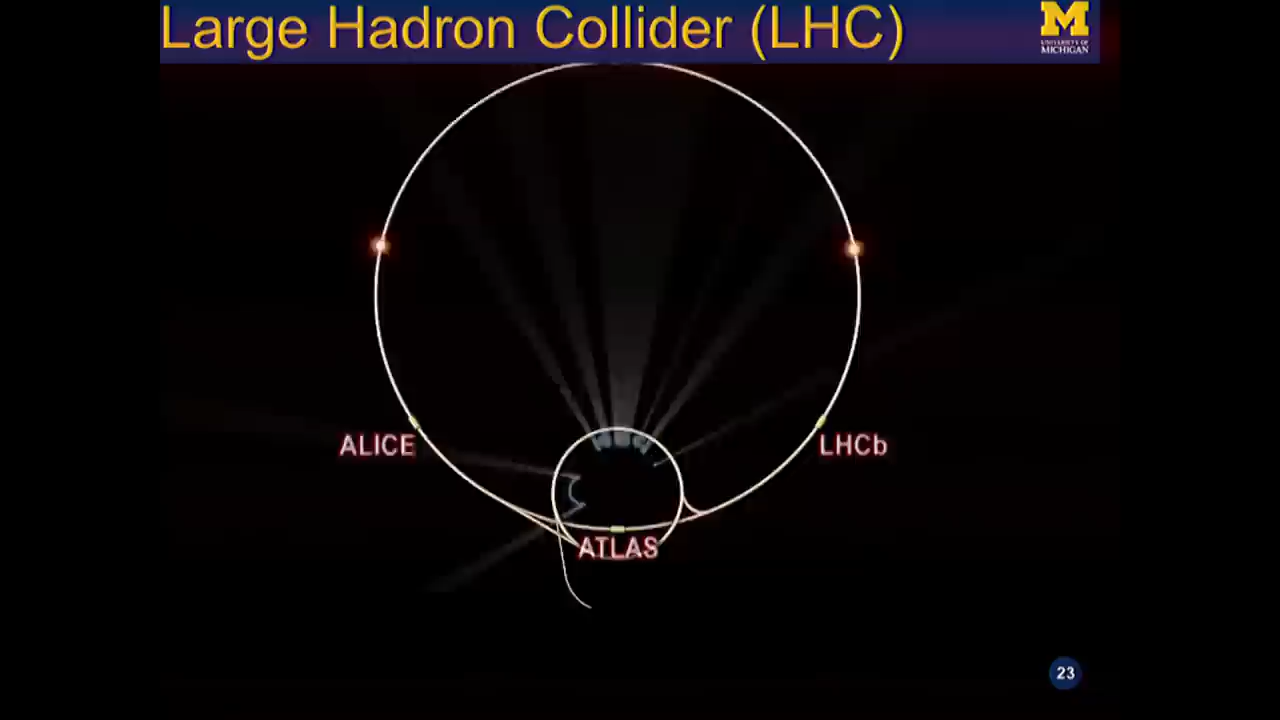 Large Hadron Collider (LHC)
M
UNIVERSITY OF
MICHIGAN
ALICE
LHCb
ATLAS
23